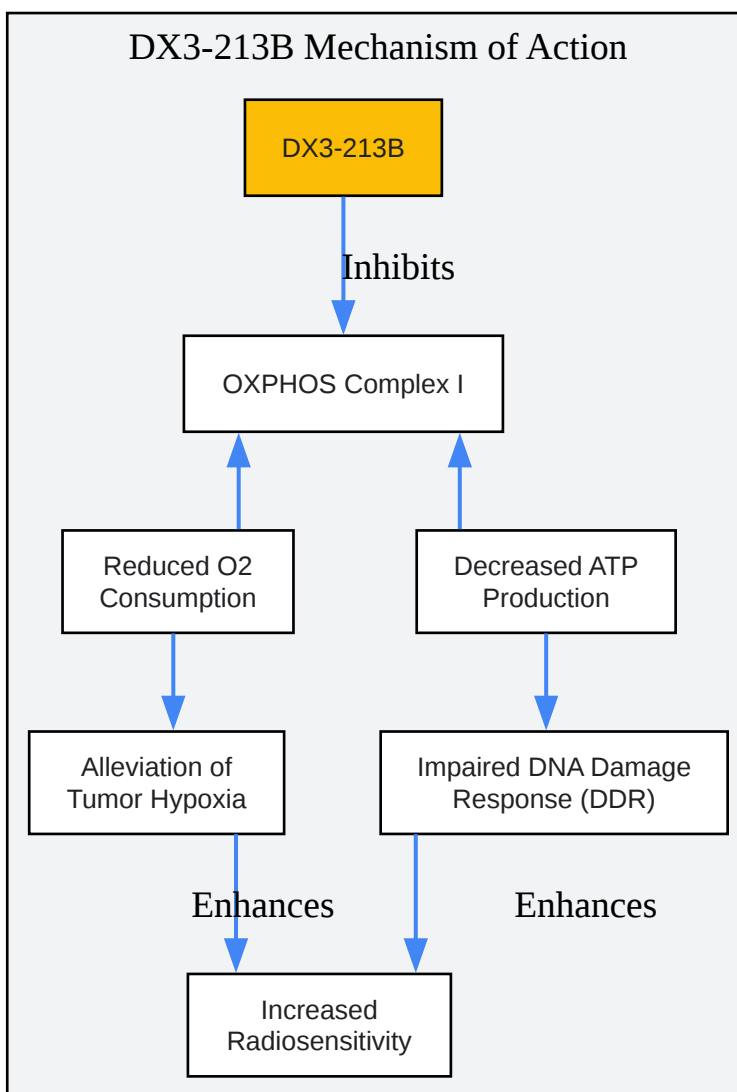 DX3-213B Mechanism of Action
DX3-213B
Inhibits
OXPHOS Complex I
Reduced O2
Consumption
Decreased ATP
Production
Alleviation of
Tumor Hypoxia
Impaired DNA Damage
Response (DDR)
Enhances
Enhances
Increased
Radiosensitivity